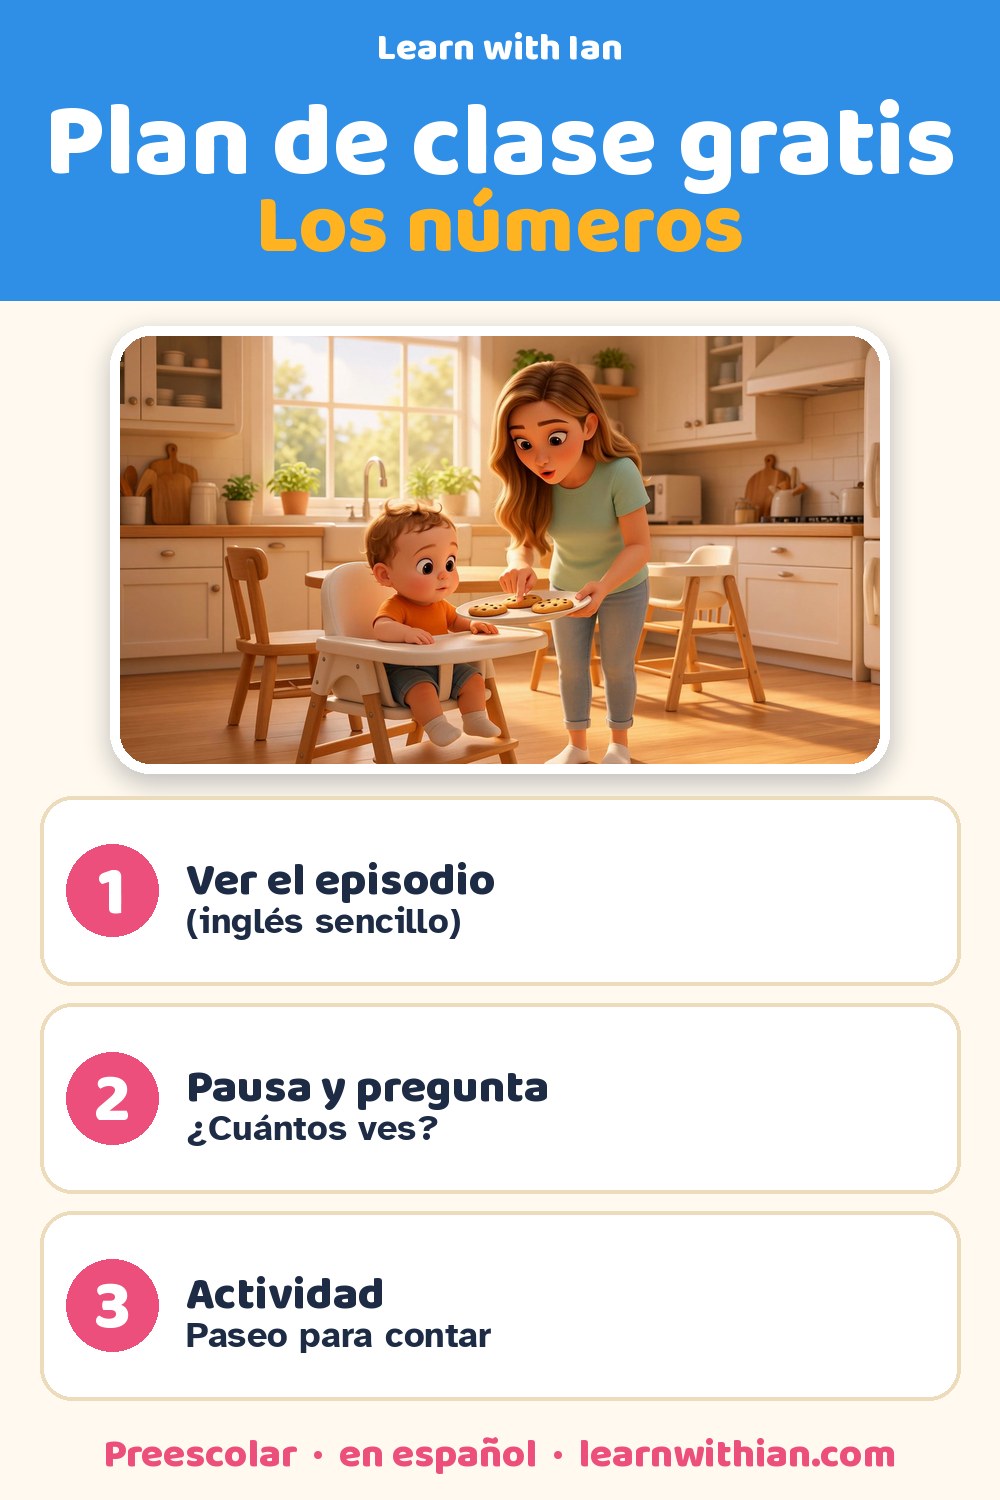 Learn with Ian
Plan de clase gratis
Los números
1
Ver el episodio
(inglés sencillo)
2
Pausa y pregunta
¿Cuántos ves?
3
Actividad
Paseo para contar
Preescolar • en español • learnwithian.com